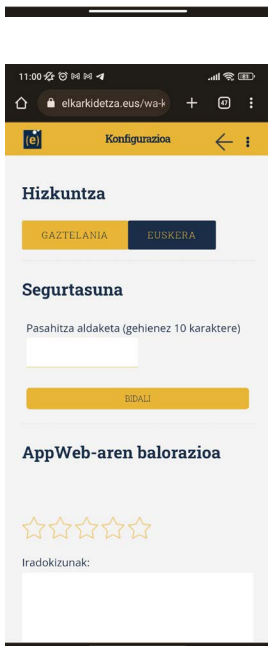 11:00
elkarkidetza.eus/wa-k
47
(e)
Konfigurazioa
Hizkuntza
GAZTELANIA EUSKERA
Segurtasuna
Pasahitza aldaketa (gehienez 10 karaktere)
BIDALI
AppWeb-aren balorazioa
Iradokizunak: